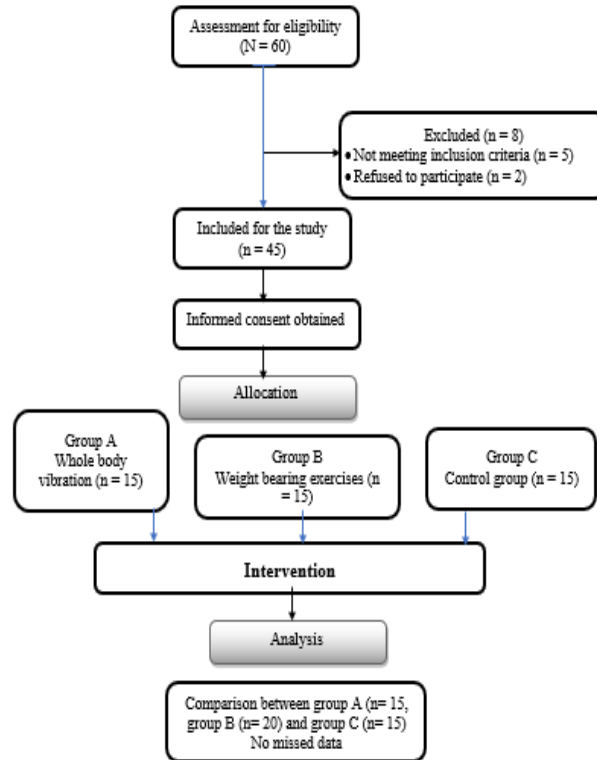 Assessment for eligibility
(N = 60)
Excluded (n = 8)
•Not meeting inclusion criteria (n = 5)
•Refused to participate (n = 2)
Included for the study
(n = 45)
Informed consent obtained
Allocation
Group A
Whole body
vibration (n = 15)
Group B
Weight bearing exercises (n
= 15)
Group C
Control group (n = 15)
Intervention
Analysis
Comparison between group A (n= 15,
group B (n= 20) and group C (n= 15)
No missed data